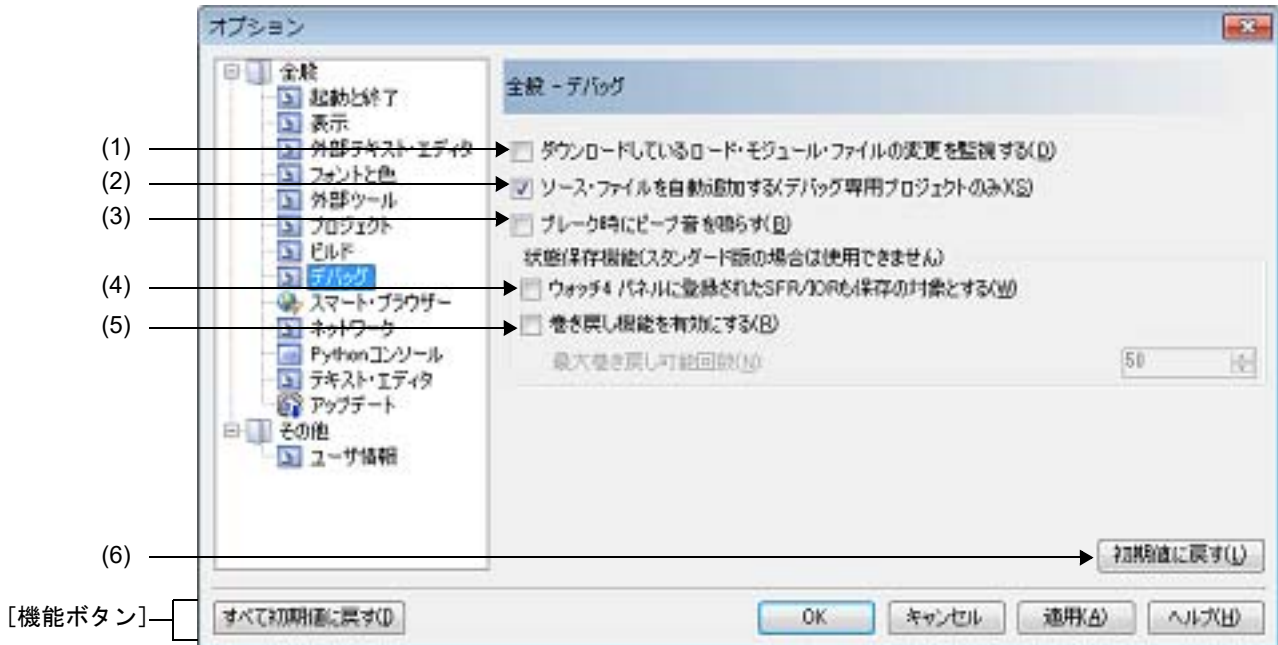 オプション
全般
起動と終了
表示
外部テキスト・エディタ
フォントと色
外部ツール
プロジェクト
ビルド
デバッグ
スマート・ブラウザー
ネットワーク
Pythonコンソール
テキスト・エディタ
アップデート
その他
ユーザ情報
全般 - デバッグ
(1)
ダウンロードしているロード・モジュール・ファイルの変更を監視する(D)
(2)
ソース・ファイルを自動追加する(デバッグ専用プロジェクトのみ)(S)
(3)
ブレーク時にビープ音を鳴らす(B)
状態保存機能(スタンダード版の場合は使用できません)
(4)
ウォッチ4 パネルに登録されたSFR/IORも保存の対象とする(W)
(5)
巻き戻し機能を有効にする(R)
最大巻き戻し可能回数(N)
50
(6)
初期値に戻す(L)
[機能ボタン]
すべて初期値に戻す(I)
OK
キャンセル
適用(A)
ヘルプ(H)